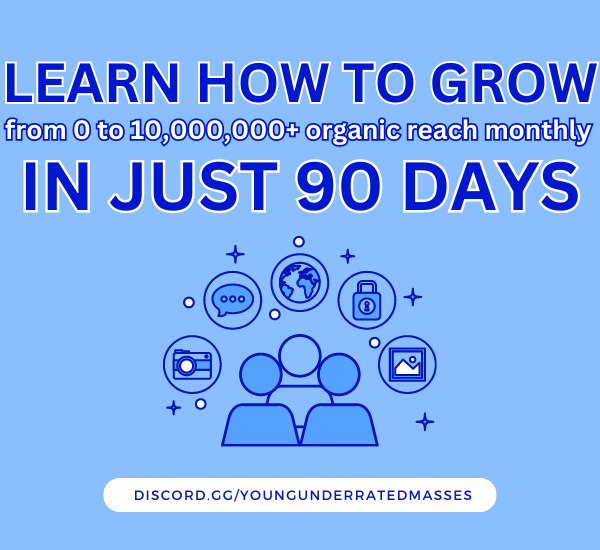 LEARN HOW TO GROW
from 0 to 10,000,000+ organic reach monthly
IN JUST 90 DAYS
DISCORD.GG/YOUNGUNDERRATEDMASSES